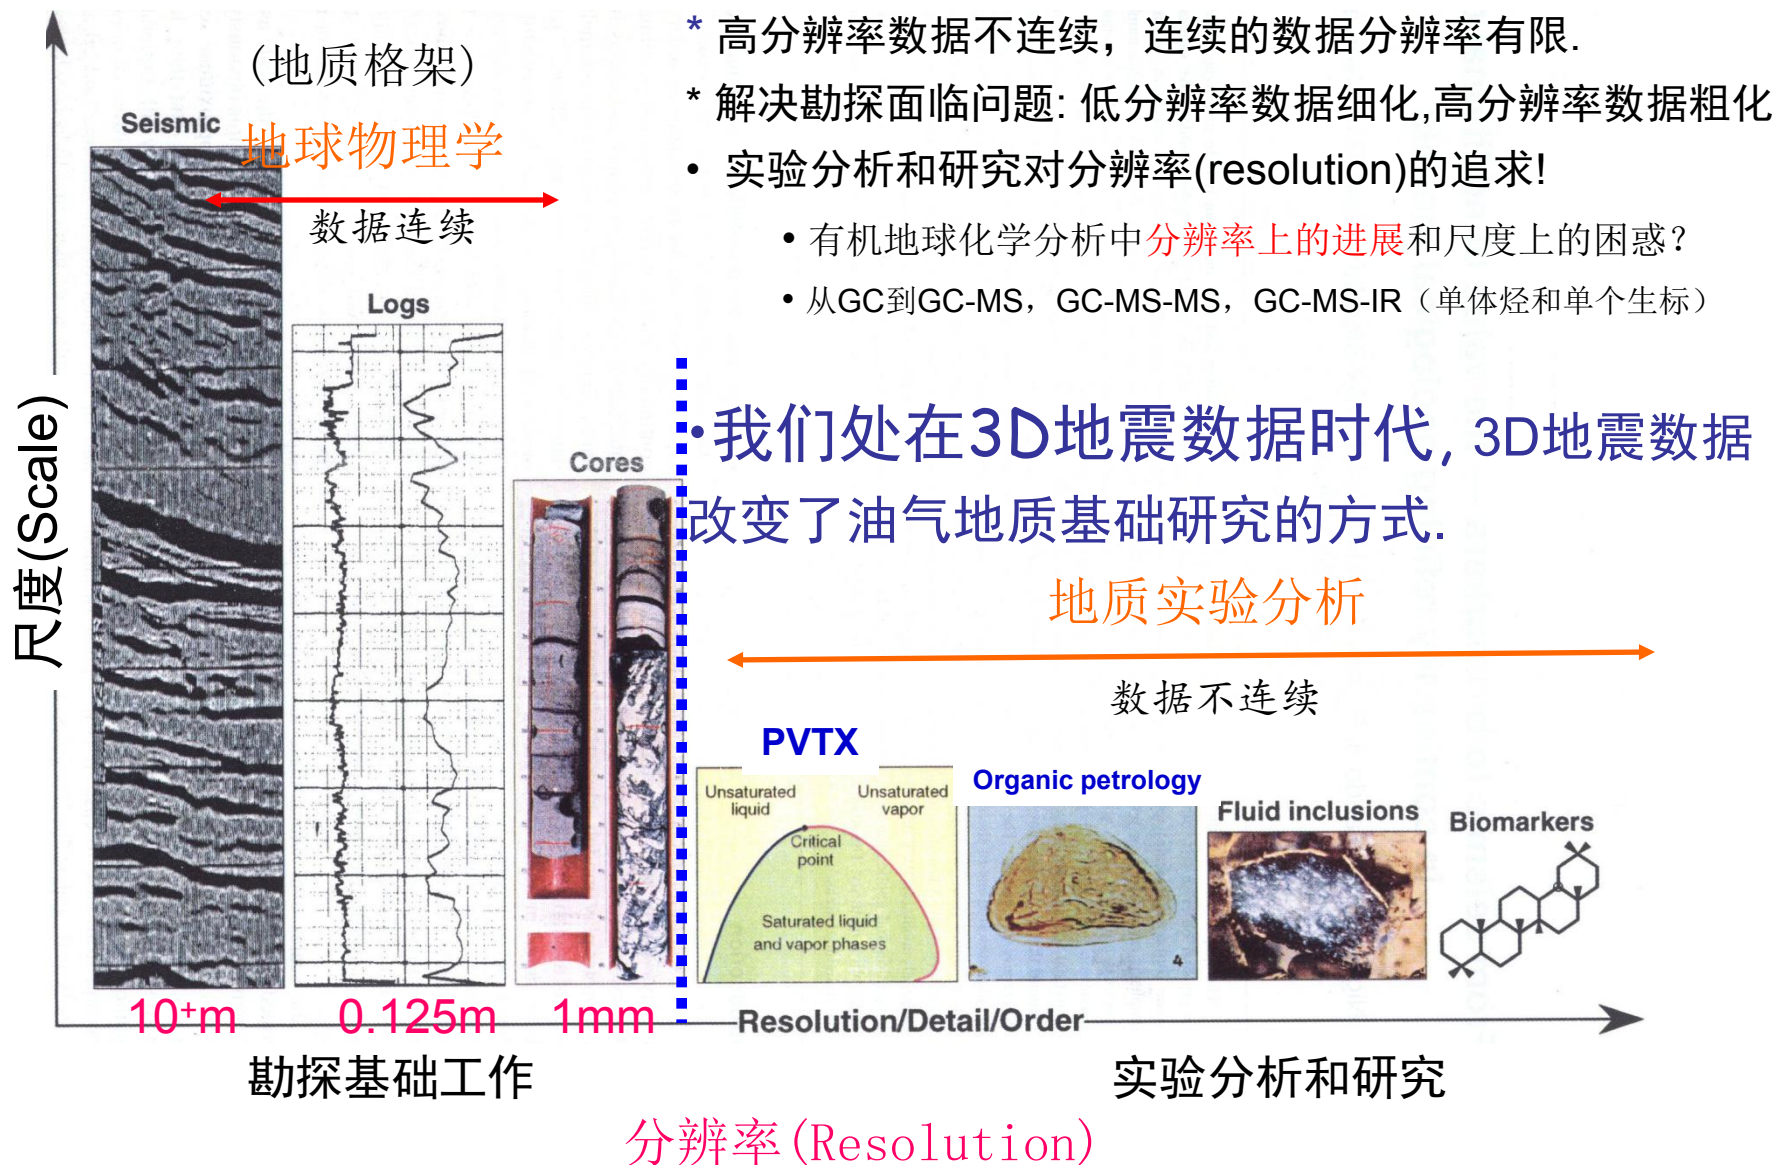 * 高分辨率数据不连续，连续的数据分辨率有限.
* 解决勘探面临问题: 低分辨率数据细化,高分辨率数据粗化
• 实验分析和研究对分辨率(resolution)的追求!
• 有机地球化学分析中分辨率上的进展和尺度上的困惑?
• 从GC到GC-MS，GC-MS-MS，GC-MS-IR（单体烃和单个生标）
(地质格架)
Seismic
地球物理学
数据连续
Logs
Cores
尺度(Scale)
•我们处在3D地震数据时代, 3D地震数据
改变了油气地质基础研究的方式.
地质实验分析
数据不连续
PVTX
Unsaturated
liquid
Unsaturated
vapor
Critical
point
Saturated liquid
and vapor phases
Organic petrology
4
Fluid inclusions
Biomarkers
10⁺m
0.125m
1mm
Resolution/Detail/Order
勘探基础工作
实验分析和研究
分辨率(Resolution)